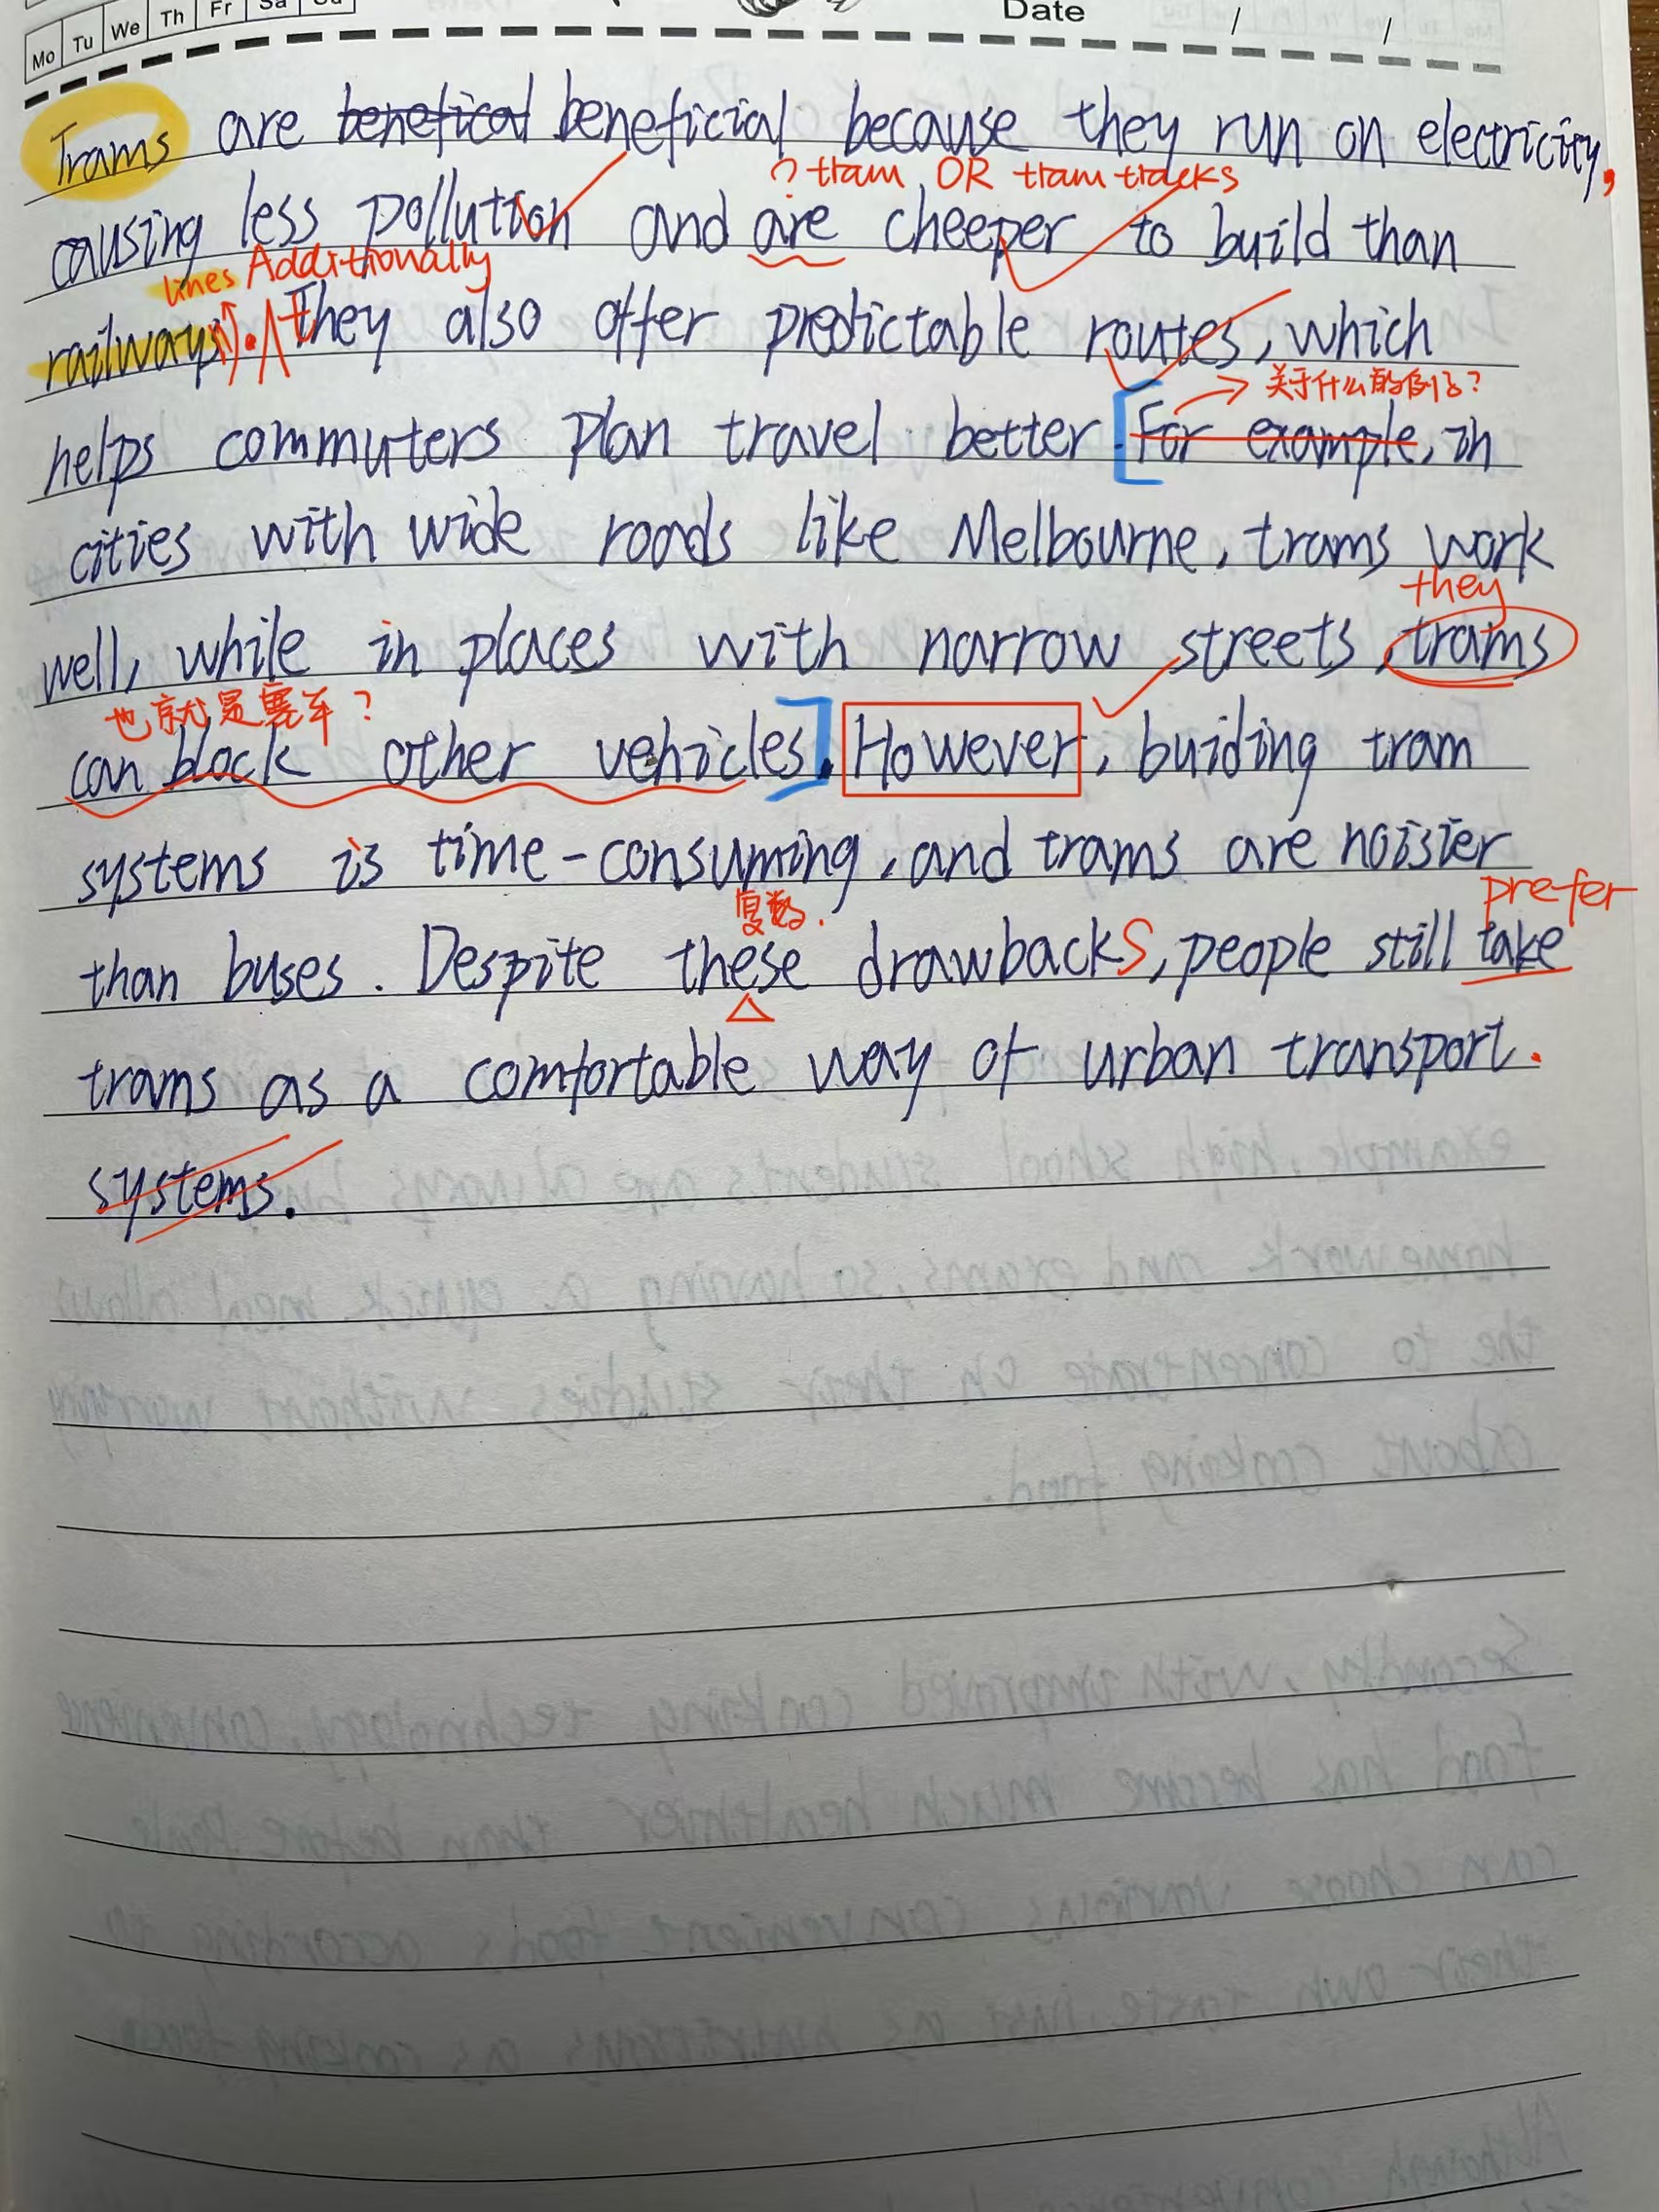 Mo Tu We Th Fr Sa Su Date / /
Trams are benefical beneficial because they run on electricity,
? tram OR tram tracks
causing less pollution and are cheeper to build than
lines Additionally
railways. They also offer predictable routes, which
关于什么的例子?
helps commuters plan travel better. [For example, in
cities with wide roads like Melbourne, trams work
they
well, while in places with narrow streets, trams
也就是塞车?
can block other vehicles]. However, buiding tram
systems is time-consuming, and trams are noisier
复数. prefer
than buses. Despite these drawbacks, people still take
trams as a comfortable way of urban transport.
systems.